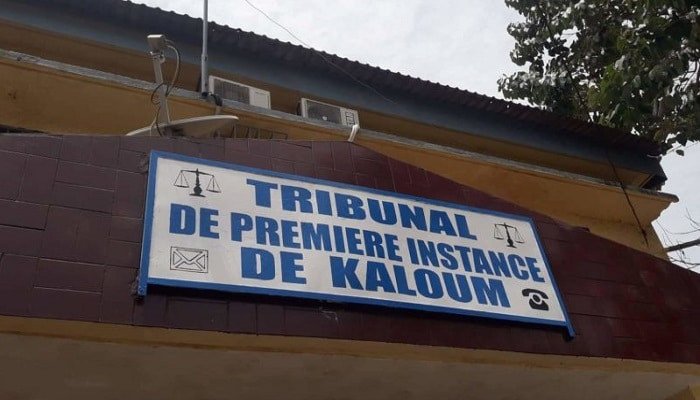 TRIBUNAL
DE PREMIERE INSTANCE
DE KALOUM